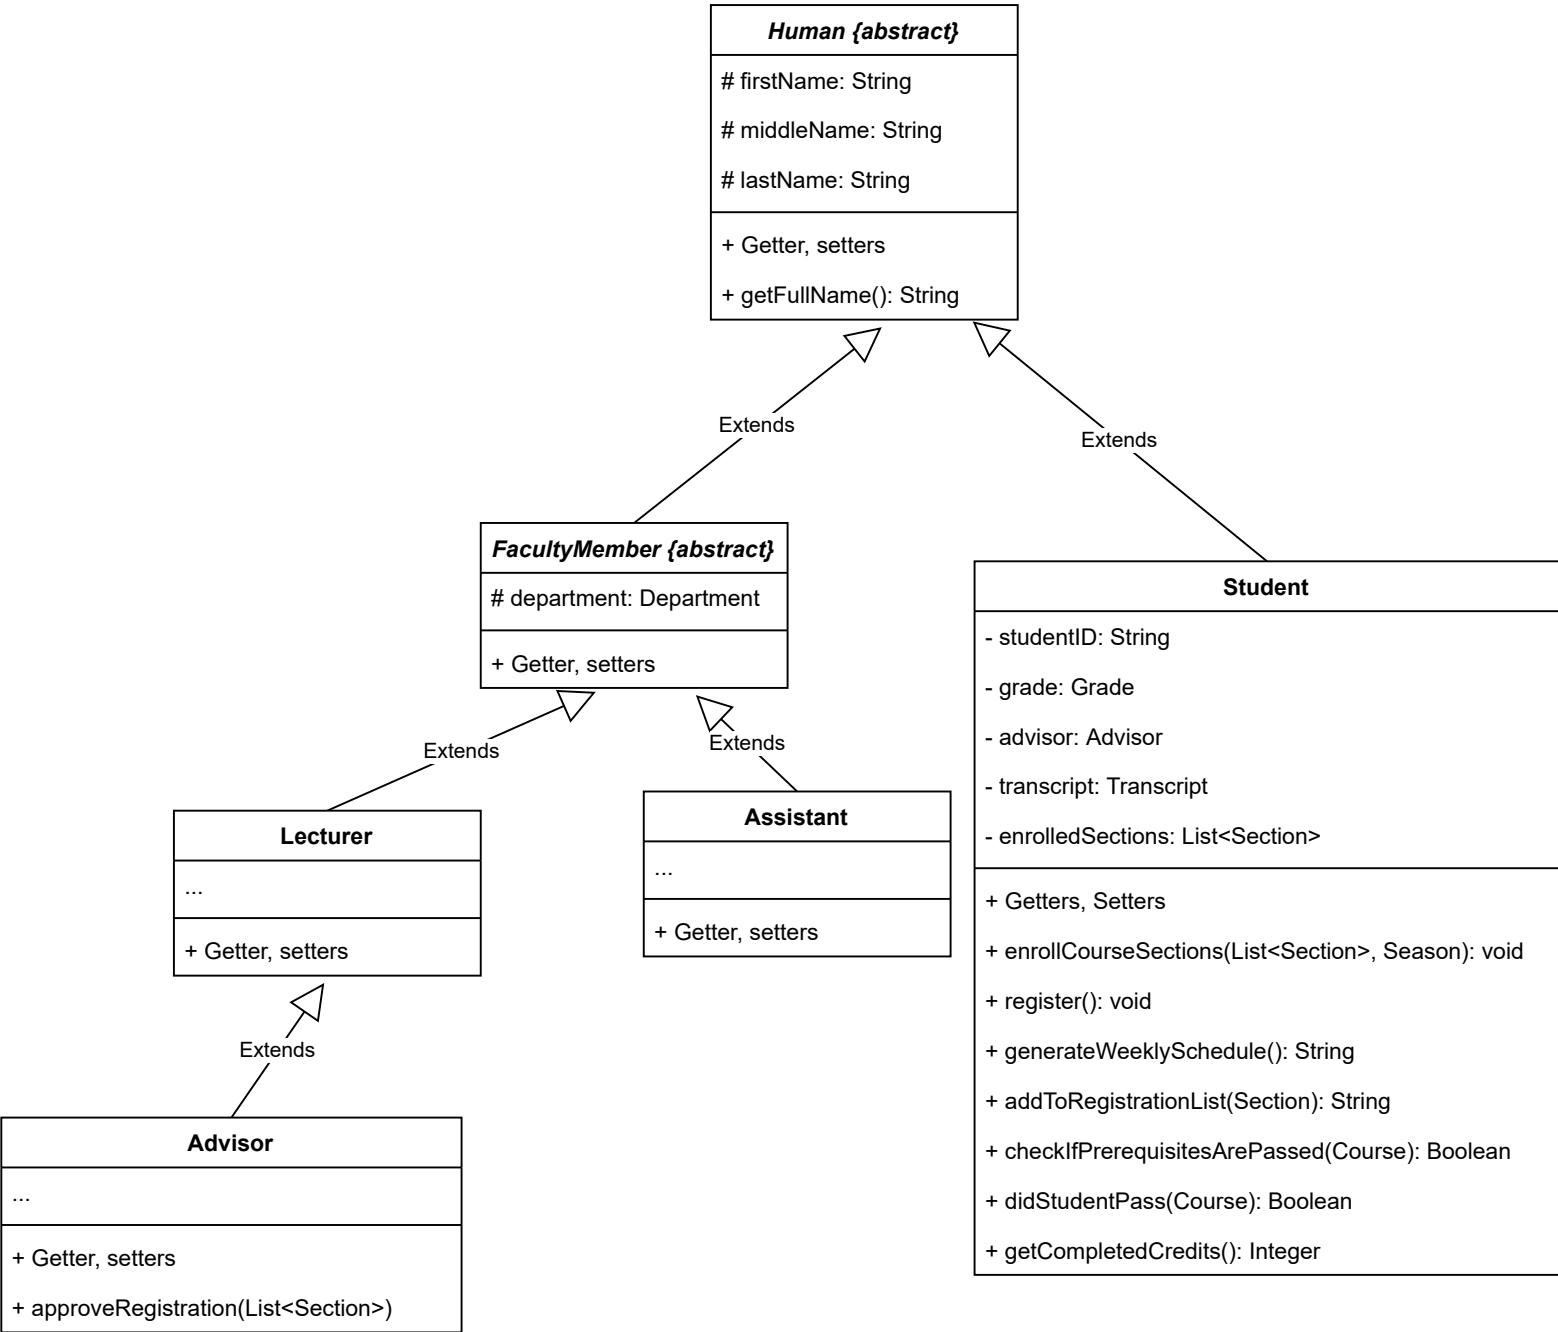 Human {abstract}
# firstName: String
# middleName: String
# lastName: String
+ Getter, setters
+ getFullName(): String
Extends
Extends
FacultyMember {abstract}
# department: Department
+ Getter, setters
Student
- studentID: String
- grade: Grade
- advisor: Advisor
- transcript: Transcript
- enrolledSections: List<Section>
+ Getters, Setters
+ enrollCourseSections(List<Section>, Season): void
+ register(): void
+ generateWeeklySchedule(): String
+ addToRegistrationList(Section): String
+ checkIfPrerequisitesArePassed(Course): Boolean
+ didStudentPass(Course): Boolean
+ getCompletedCredits(): Integer
Extends
Extends
Lecturer
...
+ Getter, setters
Assistant
...
+ Getter, setters
Extends
Advisor
...
+ Getter, setters
+ approveRegistration(List<Section>)